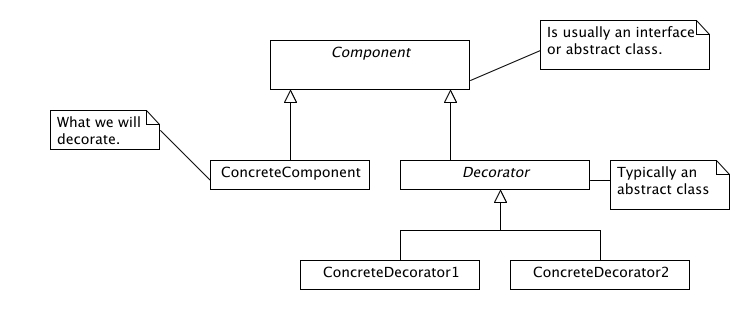 Component
Is usually an interface
or abstract class.
What we will
decorate.
ConcreteComponent
Decorator
Typically an
abstract class
ConcreteDecorator1
ConcreteDecorator2